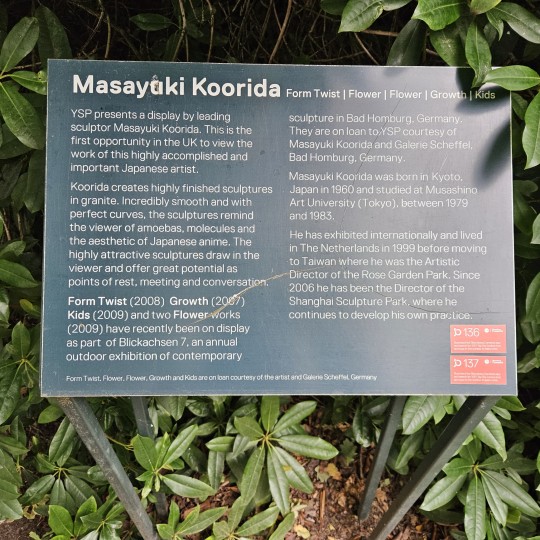 Masayuki Koorida Form Twist | Flower | Flower | Growth | Kids
YSP presents a display by leading
sculptor Masayuki Koorida. This is the
first opportunity in the UK to view the
work of this highly accomplished and
important Japanese artist.
Koorida creates highly finished sculptures
in granite. Incredibly smooth and with
perfect curves, the sculptures remind
the viewer of amoebas, molecules and
the aesthetic of Japanese anime. The
highly attractive sculptures draw in the
viewer and offer great potential as
points of rest, meeting and conversation.
Form Twist (2008) Growth (2007)
Kids (2009) and two Flower works
(2009) have recently been on display
as part of Blickachsen 7, an annual
outdoor exhibition of contemporary
sculpture in Bad Homburg, Germany.
They are on loan to YSP courtesy of
Masayuki Koorida and Galerie Scheffel,
Bad Homburg, Germany.
Masayuki Koorida was born in Kyoto,
Japan in 1960 and studied at Musashino
Art University (Tokyo), between 1979
and 1983.
He has exhibited internationally and lived
in The Netherlands in 1999 before moving
to Taiwan where he was the Artistic
Director of the Rose Garden Park. Since
2006 he has been the Director of the
Shanghai Sculpture Park, where he
continues to develop his own practice.
136
137
Form Twist, Flower, Flower, Growth and Kids are on loan courtesy of the artist and Galerie Scheffel, Germany